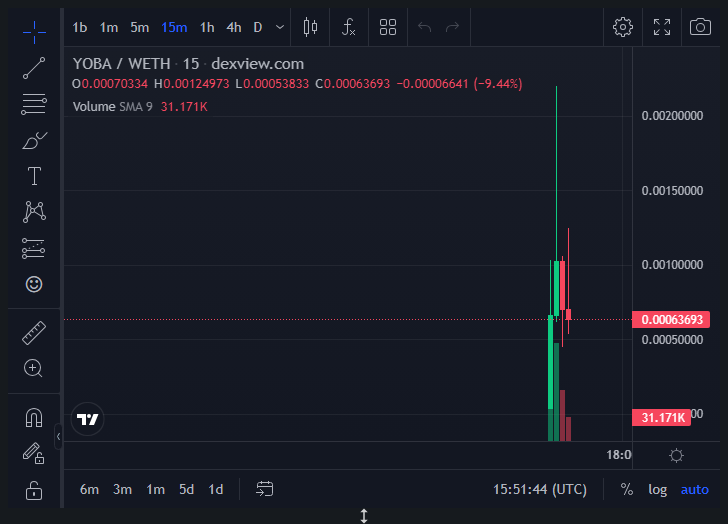 1b 1m 5m 15m 1h 4h D
YOBA / WETH · 15 · dexview.com
O0.00070334 H0.00124973 L0.00053833 C0.00063693 −0.00006641 (−9.44%)
Volume SMA 9 31.171K
0.00200000
0.00150000
0.00100000
0.00063693
0.00050000
31.171K
18:0
6m 3m 1m 5d 1d
15:51:44 (UTC) % log auto